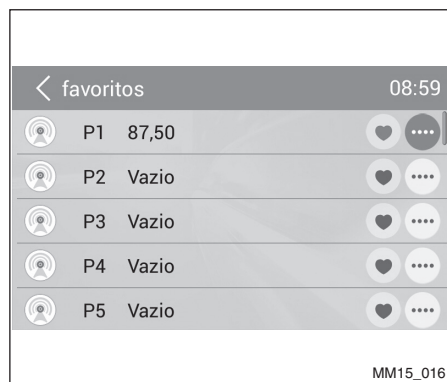 favoritos 08:59
P1 87,50
P2 Vazio
P3 Vazio
P4 Vazio
P5 Vazio
MM15_016